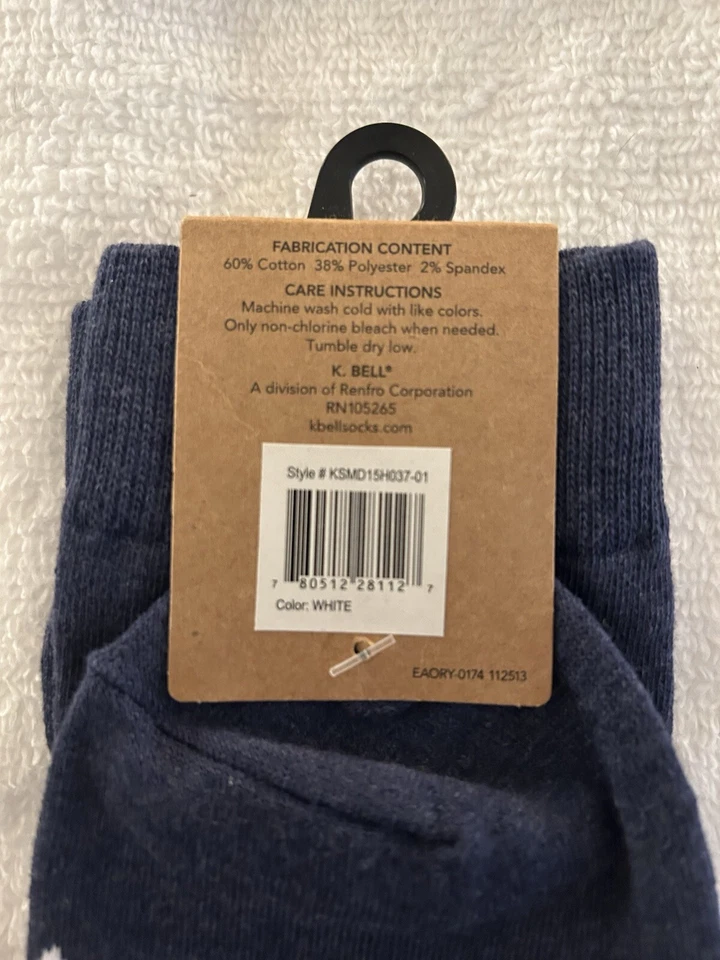 FABRICATION CONTENT
60% Cotton 38% Polyester 2% Spandex
CARE INSTRUCTIONS
Machine wash cold with like colors.
Only non-chlorine bleach when needed.
Tumble dry low.
K. BELL®
A division of Renfro Corporation
RN105265
kbellsocks.com
Style # KSMD15H037-01
7 80512 28112 7
Color: WHITE
EAORY-0174 112513